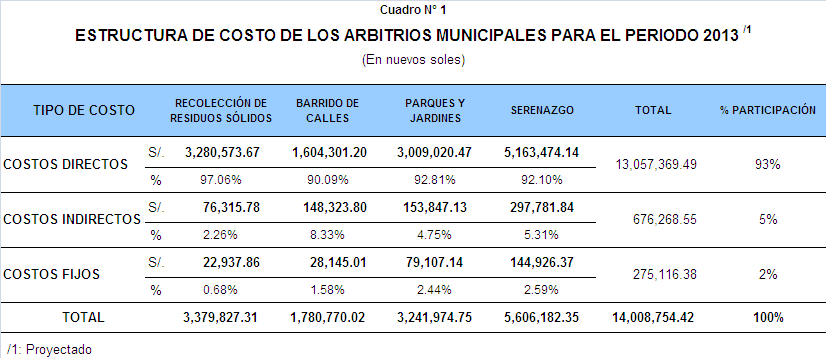 Cuadro N° 1
ESTRUCTURA DE COSTO DE LOS ARBITRIOS MUNICIPALES PARA EL PERIODO 2013 /1
(En nuevos soles)
TIPO DE COSTO RECOLECCIÓN DE RESIDUOS SÓLIDOS BARRIDO DE CALLES PARQUES Y JARDINES SERENAZGO TOTAL % PARTICIPACIÓN
COSTOS DIRECTOS S/. 3,280,573.67 1,604,301.20 3,009,020.47 5,163,474.14 13,057,369.49 93%
% 97.06% 90.09% 92.81% 92.10%
COSTOS INDIRECTOS S/. 76,315.78 148,323.80 153,847.13 297,781.84 676,268.55 5%
% 2.26% 8.33% 4.75% 5.31%
COSTOS FIJOS S/. 22,937.86 28,145.01 79,107.14 144,926.37 275,116.38 2%
% 0.68% 1.58% 2.44% 2.59%
TOTAL 3,379,827.31 1,780,770.02 3,241,974.75 5,606,182.35 14,008,754.42 100%
/1: Proyectado